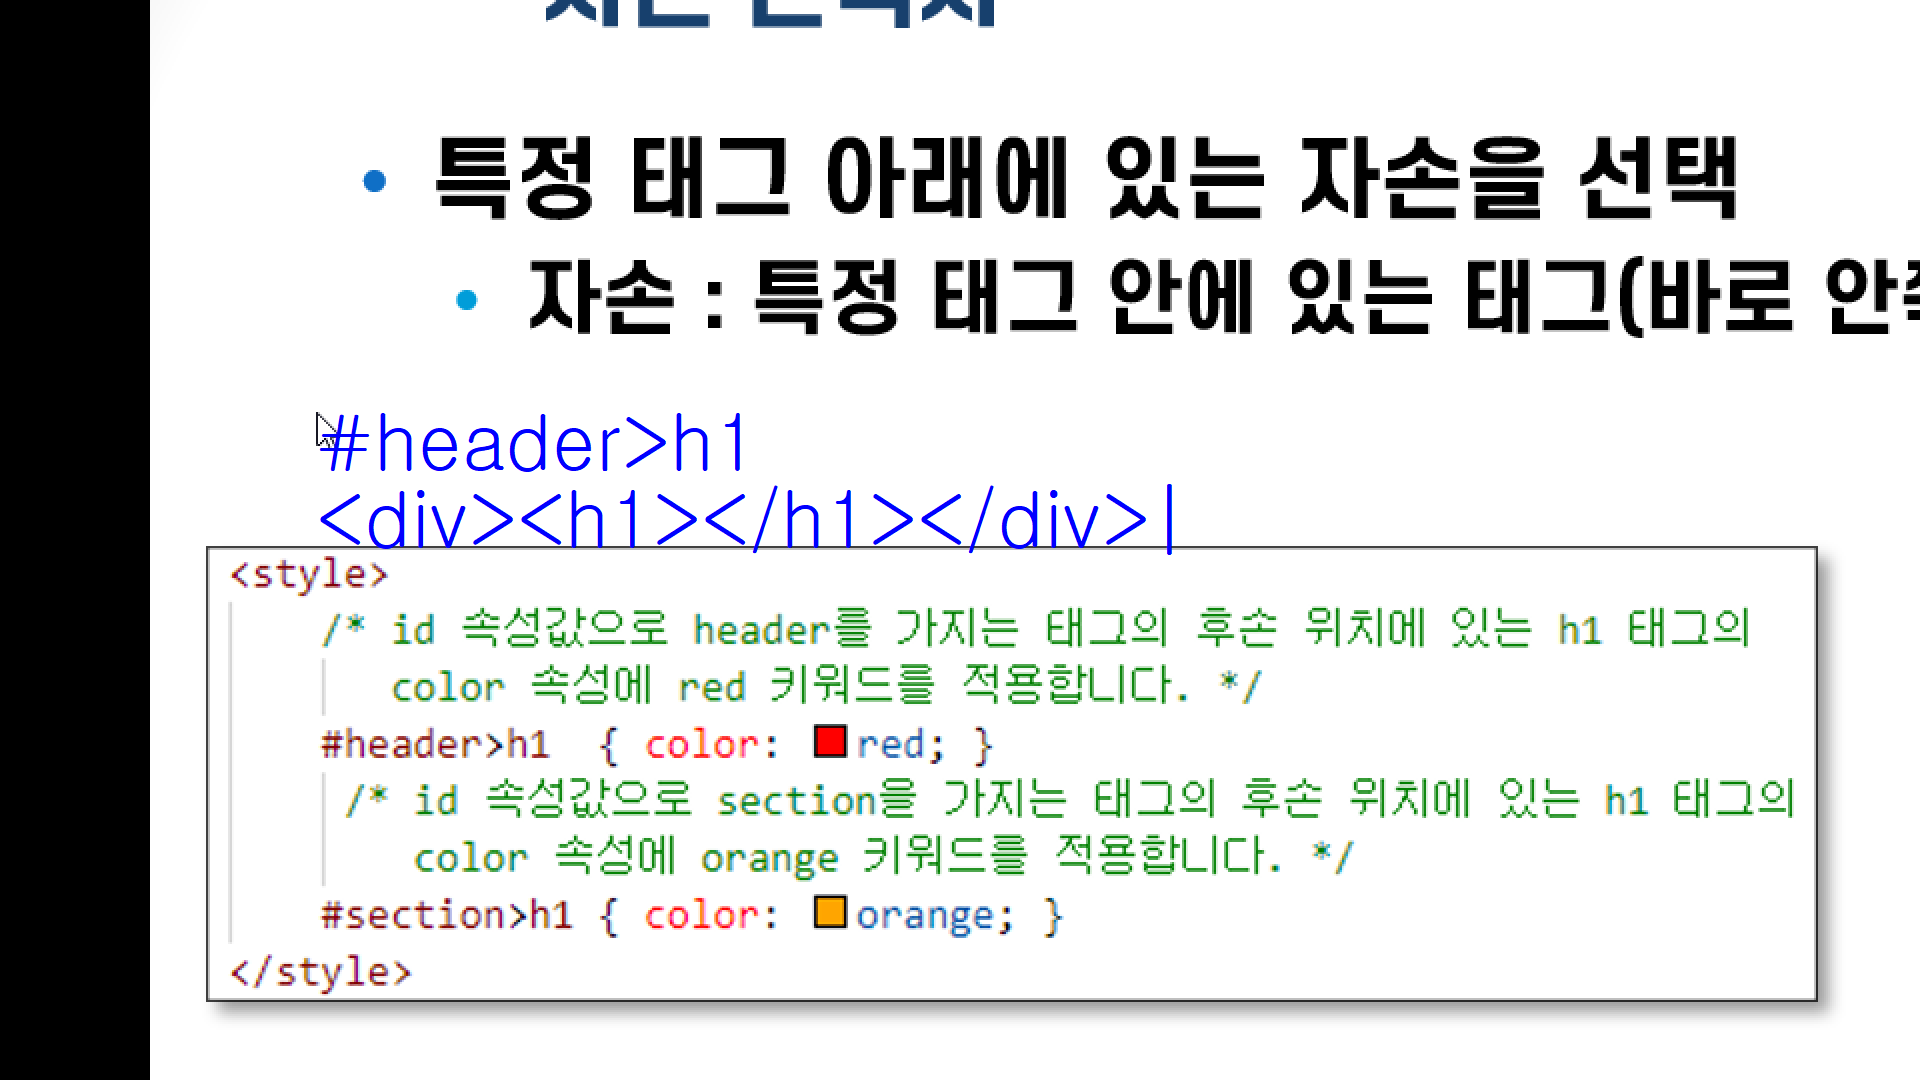 특정 태그 아래에 있는 자손을 선택
자손 : 특정 태그 안에 있는 태그(바로
#header>h1
<div><h1></h1></div>
<style>
/* id 속성값으로 header를 가지는 태그의 후손 위치에 있는 h1 태그의
color 속성에 red 키워드를 적용합니다. */
#header>h1 { color: red; }
/* id 속성값으로 section을 가지는 태그의 후손 위치에 있는 h1 태그의
color 속성에 orange 키워드를 적용합니다. */
#section>h1 { color: orange; }
</style>